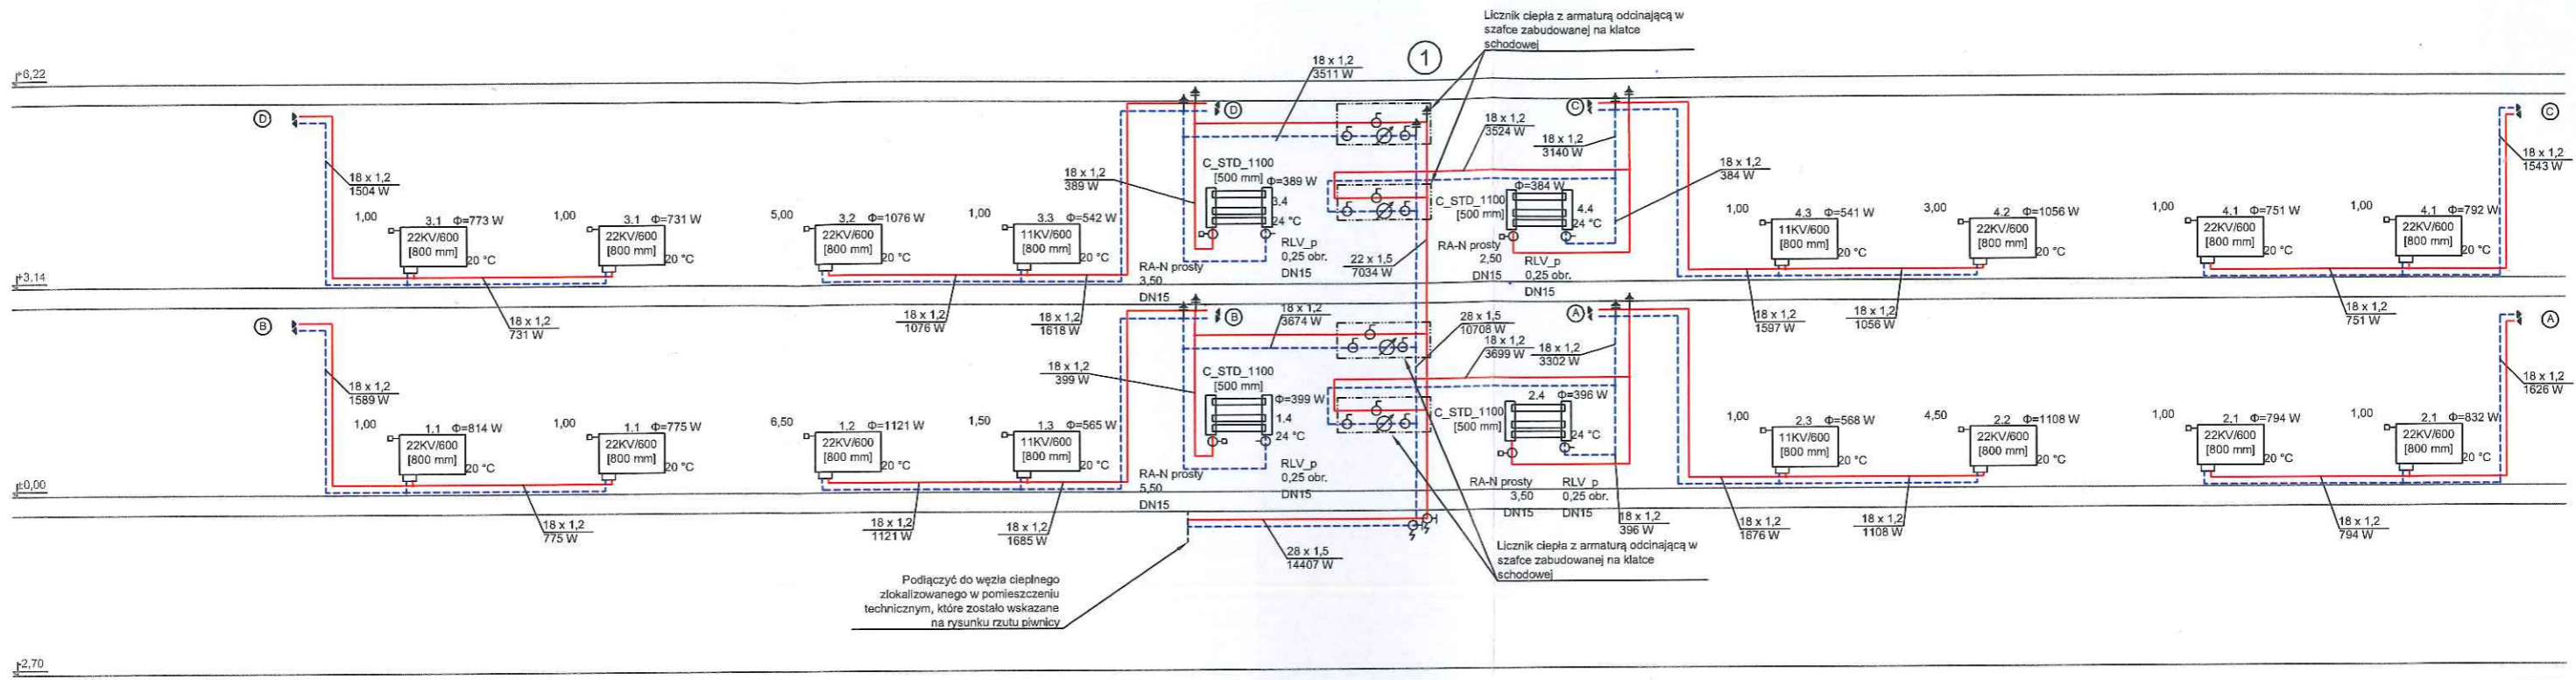 Licznik ciepła z armaturą odcinającą w
szafce zabudowanej na klatce
schodowej
1
+6,22
18 x 1,2
3511 W
D
D
C
C
18 x 1,2
3524 W
18 x 1,2
3140 W
18 x 1,2
384 W
18 x 1,2
1543 W
18 x 1,2
1504 W
18 x 1,2
389 W
C_STD_1100
[500 mm]
Φ=389 W
3.4
24 °C
C_STD_1100
[500 mm]
Φ=384 W
4.4
24 °C
1,00
3.1 Φ=773 W
22KV/600
[800 mm]
20 °C
1,00
3.1 Φ=731 W
22KV/600
[800 mm]
20 °C
5,00
3,2 Φ=1076 W
22KV/600
[800 mm]
20 °C
1,00
3.3 Φ=542 W
11KV/600
[800 mm]
20 °C
RA-N prosty
3,50
DN15
RLV_p
0,25 obr.
DN15
22 x 1,5
7034 W
RA-N prosty
2,50
DN15
RLV_p
0,25 obr.
DN15
1,00
4.3 Φ=541 W
11KV/600
[800 mm]
20 °C
3,00
4.2 Φ=1056 W
22KV/600
[800 mm]
20 °C
1,00
4.1 Φ=751 W
22KV/600
[800 mm]
20 °C
1,00
4.1 Φ=792 W
22KV/600
[800 mm]
20 °C
+3,14
18 x 1,2
731 W
18 x 1,2
1076 W
18 x 1,2
1618 W
18 x 1,2
1597 W
18 x 1,2
1056 W
18 x 1,2
751 W
B
B
A
A
18 x 1,2
3674 W
28 x 1,5
10708 W
18 x 1,2
3699 W
18 x 1,2
3302 W
18 x 1,2
1626 W
18 x 1,2
1589 W
18 x 1,2
399 W
C_STD_1100
[500 mm]
Φ=399 W
1.4
24 °C
C_STD_1100
[500 mm]
2.4 Φ=396 W
24 °C
1,00
1.1 Φ=814 W
22KV/600
[800 mm]
20 °C
1,00
1.1 Φ=775 W
22KV/600
[800 mm]
20 °C
6,50
1,2 Φ=1121 W
22KV/600
[800 mm]
20 °C
1,50
1,3 Φ=565 W
11KV/600
[800 mm]
20 °C
RA-N prosty
5,50
DN15
RLV_p
0,25 obr.
DN15
RA-N prosty
3,50
DN15
RLV_p
0,25 obr.
DN15
1,00
2.3 Φ=568 W
11KV/600
[800 mm]
20 °C
4,50
2.2 Φ=1108 W
22KV/600
[800 mm]
20 °C
1,00
2.1 Φ=794 W
22KV/600
[800 mm]
20 °C
1,00
2,1 Φ=832 W
22KV/600
[800 mm]
20 °C
±0,00
18 x 1,2
775 W
18 x 1,2
1121 W
18 x 1,2
1685 W
28 x 1,5
14407 W
18 x 1,2
396 W
18 x 1,2
1676 W
18 x 1,2
1108 W
18 x 1,2
794 W
Licznik ciepła z armaturą odcinającą w
szafce zabudowanej na klatce
schodowej
Podłączyć do węzła cieplnego
zlokalizowanego w pomieszczeniu
technicznym, które zostało wskazane
na rysunku rzutu piwnicy
-2,70